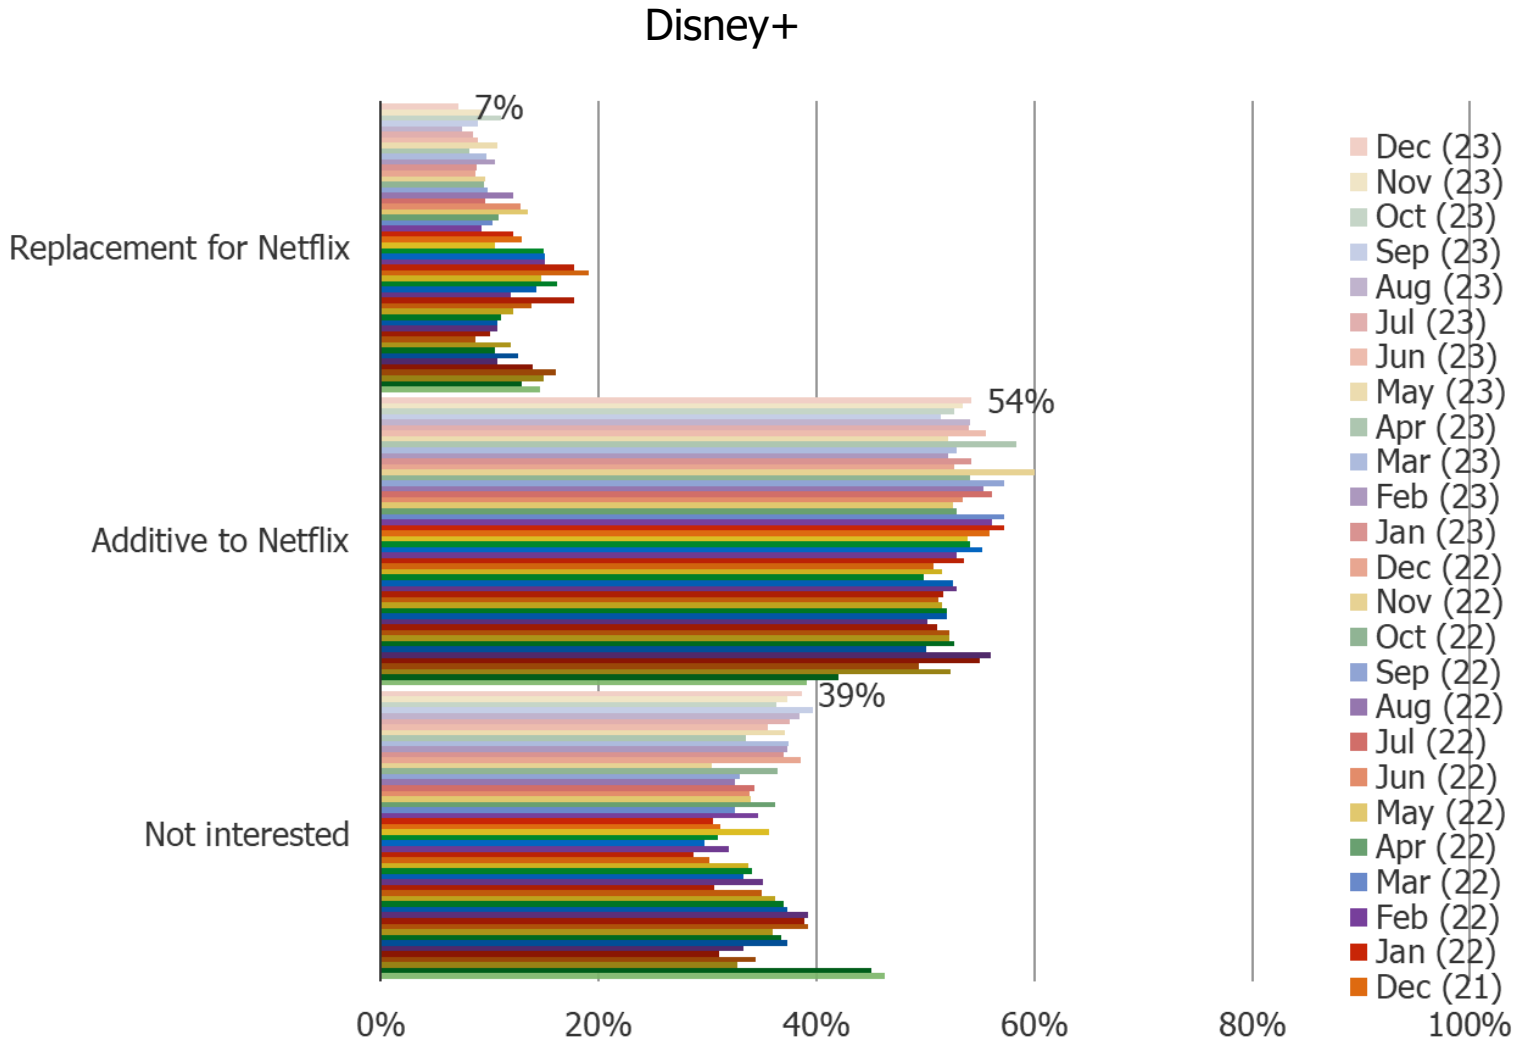 Disney+
7%
Replacement for Netflix
54%
Additive to Netflix
39%
Not interested
0%
20%
40%
60%
80%
100%
Dec (23)
Nov (23)
Oct (23)
Sep (23)
Aug (23)
Jul (23)
Jun (23)
May (23)
Apr (23)
Mar (23)
Feb (23)
Jan (23)
Dec (22)
Nov (22)
Oct (22)
Sep (22)
Aug (22)
Jul (22)
Jun (22)
May (22)
Apr (22)
Mar (22)
Feb (22)
Jan (22)
Dec (21)